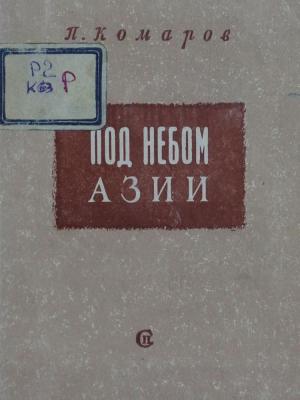 П. Комаров
Р2
К63 Р
ПОД НЕБОМ
АЗИИ
СП